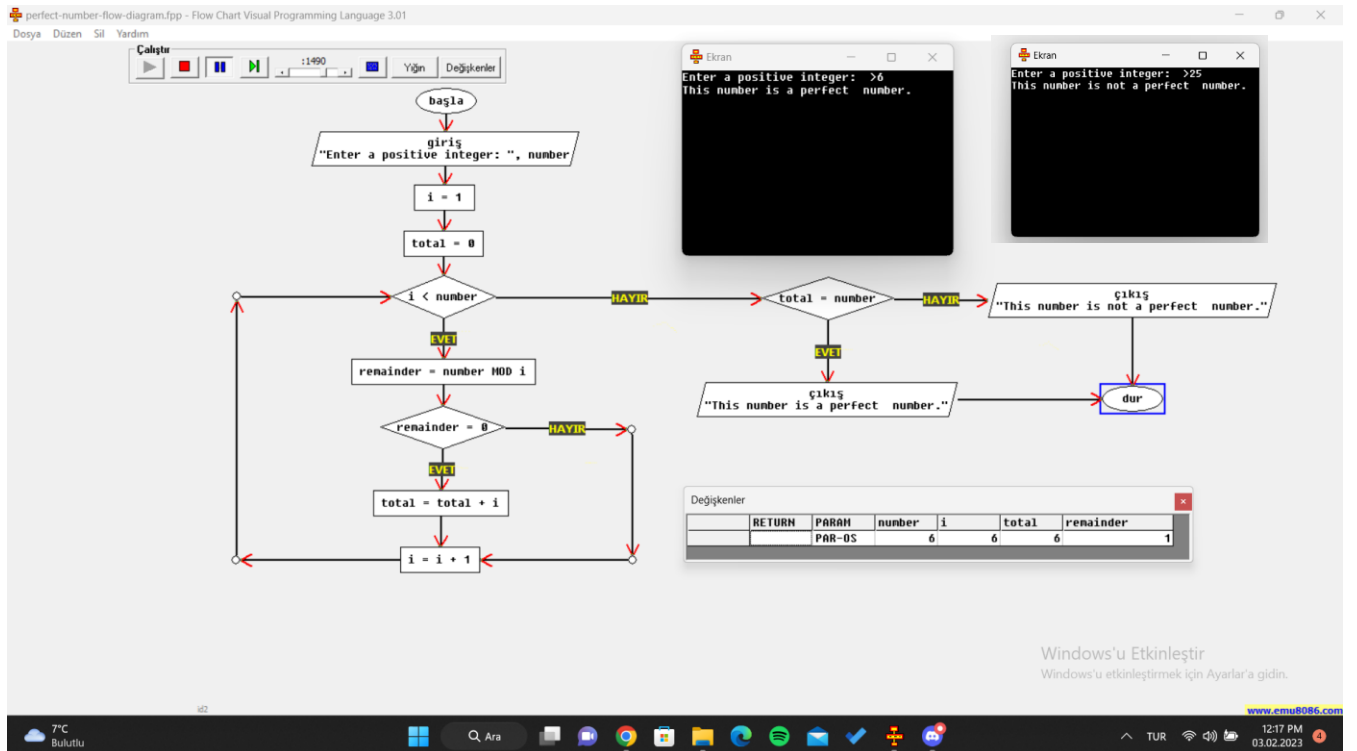 perfect-number-flow-diagram.fpp - Flow Chart Visual Programming Language 3.01
Dosya Düzen Sil Yardım
Çalıştır
:1490
Yığın
Değişkenler
Ekran
Enter a positive integer:  >6
This number is a perfect  number.
Ekran
Enter a positive integer:  >25
This number is not a perfect  number.
başla
giriş
"Enter a positive integer: ", number
i = 1
total = 0
i < number
HAYIR
total = number
HAYIR
çıkış
"This number is not a perfect  number."
EVET
EVET
remainder = number MOD i
çıkış
"This number is a perfect  number."
dur
remainder = 0
HAYIR
EVET
total = total + i
i = i + 1
Değişkenler
RETURN PARAM number i total remainder
PAR-OS 6 6 6 1
Windows'u Etkinleştir
Windows'u etkinleştirmek için Ayarlar'a gidin.
id2
www.emu8086.com
7°C
Bulutlu
Ara
TUR
12:17 PM
03.02.2023
4